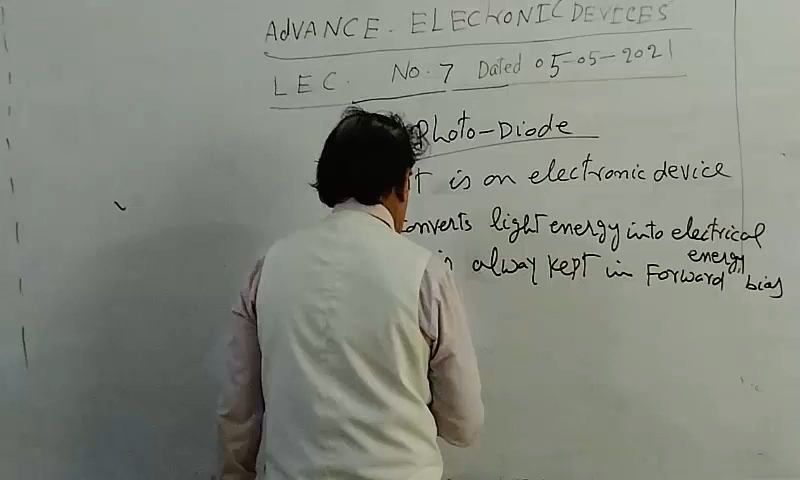 AdVANCE. ELECTRONIC DEVICES
LEC. No. 7 Dated 05-05-2021
Photo-Diode
is an electronic device
converts light energy into electrical
energy
alway kept in Forward bias